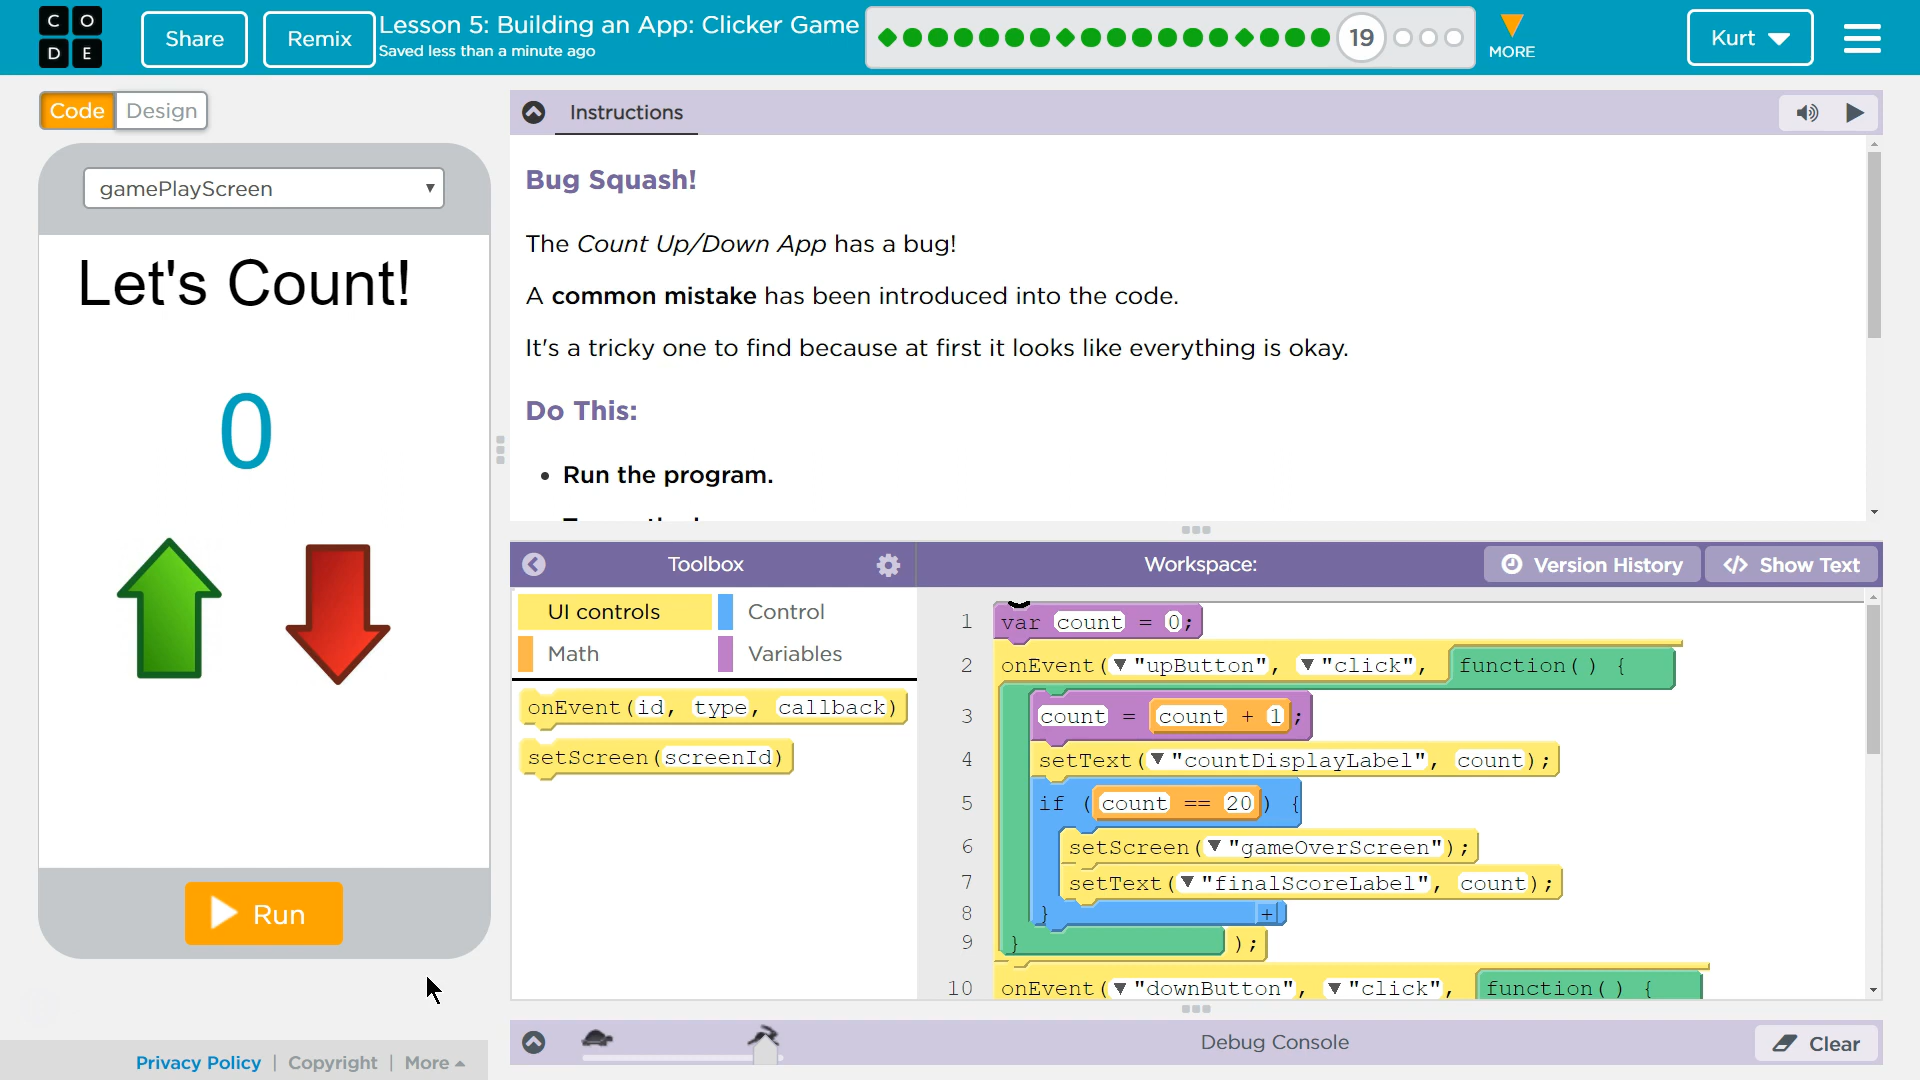 CODE
Share
Remix
Lesson 5: Building an App: Clicker Game
Saved less than a minute ago
19
MORE
Kurt
Code
Design
gamePlayScreen
Let's Count!
0
Run
Instructions
Bug Squash!
The Count Up/Down App has a bug!
A common mistake has been introduced into the code.
It's a tricky one to find because at first it looks like everything is okay.
Do This:
• Run the program.
Toolbox
Workspace:
Version History
</> Show Text
UI controls
Control
Math
Variables
onEvent(id, type, callback)
setScreen(screenId)
1 var count = 0;
2 onEvent(▼"upButton", ▼"click", function() {
3 count = count + 1;
4 setText(▼"countDisplayLabel", count);
5 if (count == 20) {
6 setScreen(▼"gameOverScreen");
7 setText(▼"finalScoreLabel", count);
8 } +
9 } );
10 onEvent(▼"downButton", ▼"click", function() {
Debug Console
Clear
Privacy Policy | Copyright | More